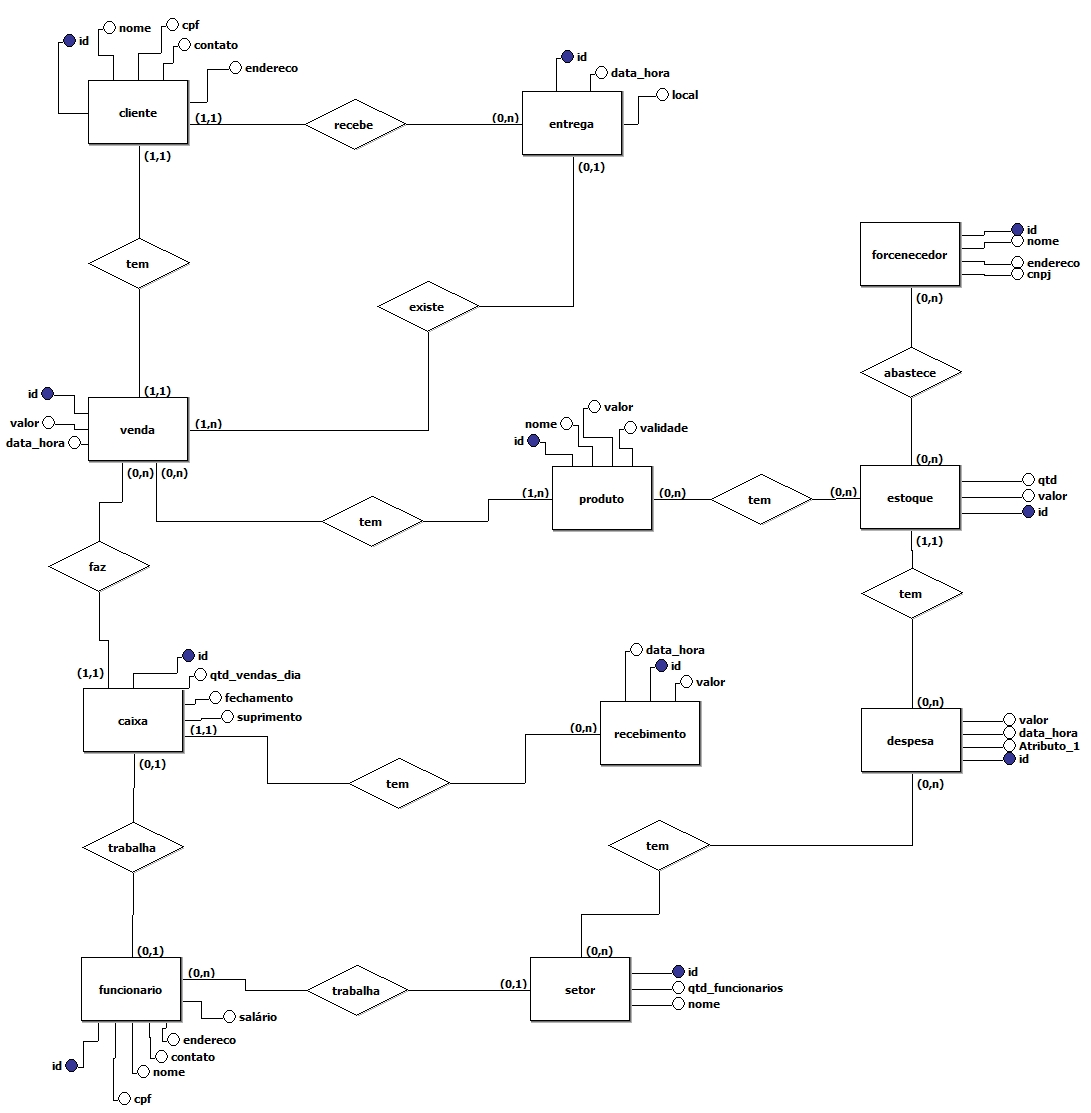 nome
cpf
id
contato
endereco
cliente
(1,1)
recebe
(0,n)
id
data_hora
local
entrega
(0,1)
(1,1)
tem
existe
id
nome
endereco
cnpj
forcenecedor
(0,n)
abastece
(0,n)
id
valor
data_hora
(1,1)
venda
(1,n)
(0,n)
(0,n)
tem
(1,n)
valor
nome
validade
id
produto
(0,n)
tem
(0,n)
estoque
qtd
valor
id
(1,1)
tem
faz
(1,1)
id
qtd_vendas_dia
fechamento
suprimento
caixa
(1,1)
(0,1)
tem
(0,n)
data_hora
id
valor
recebimento
(0,n)
despesa
valor
data_hora
Atributo_1
id
(0,n)
trabalha
tem
(0,1)
funcionario
(0,n)
trabalha
(0,1)
(0,n)
setor
id
qtd_funcionarios
nome
salário
endereco
contato
id
nome
cpf